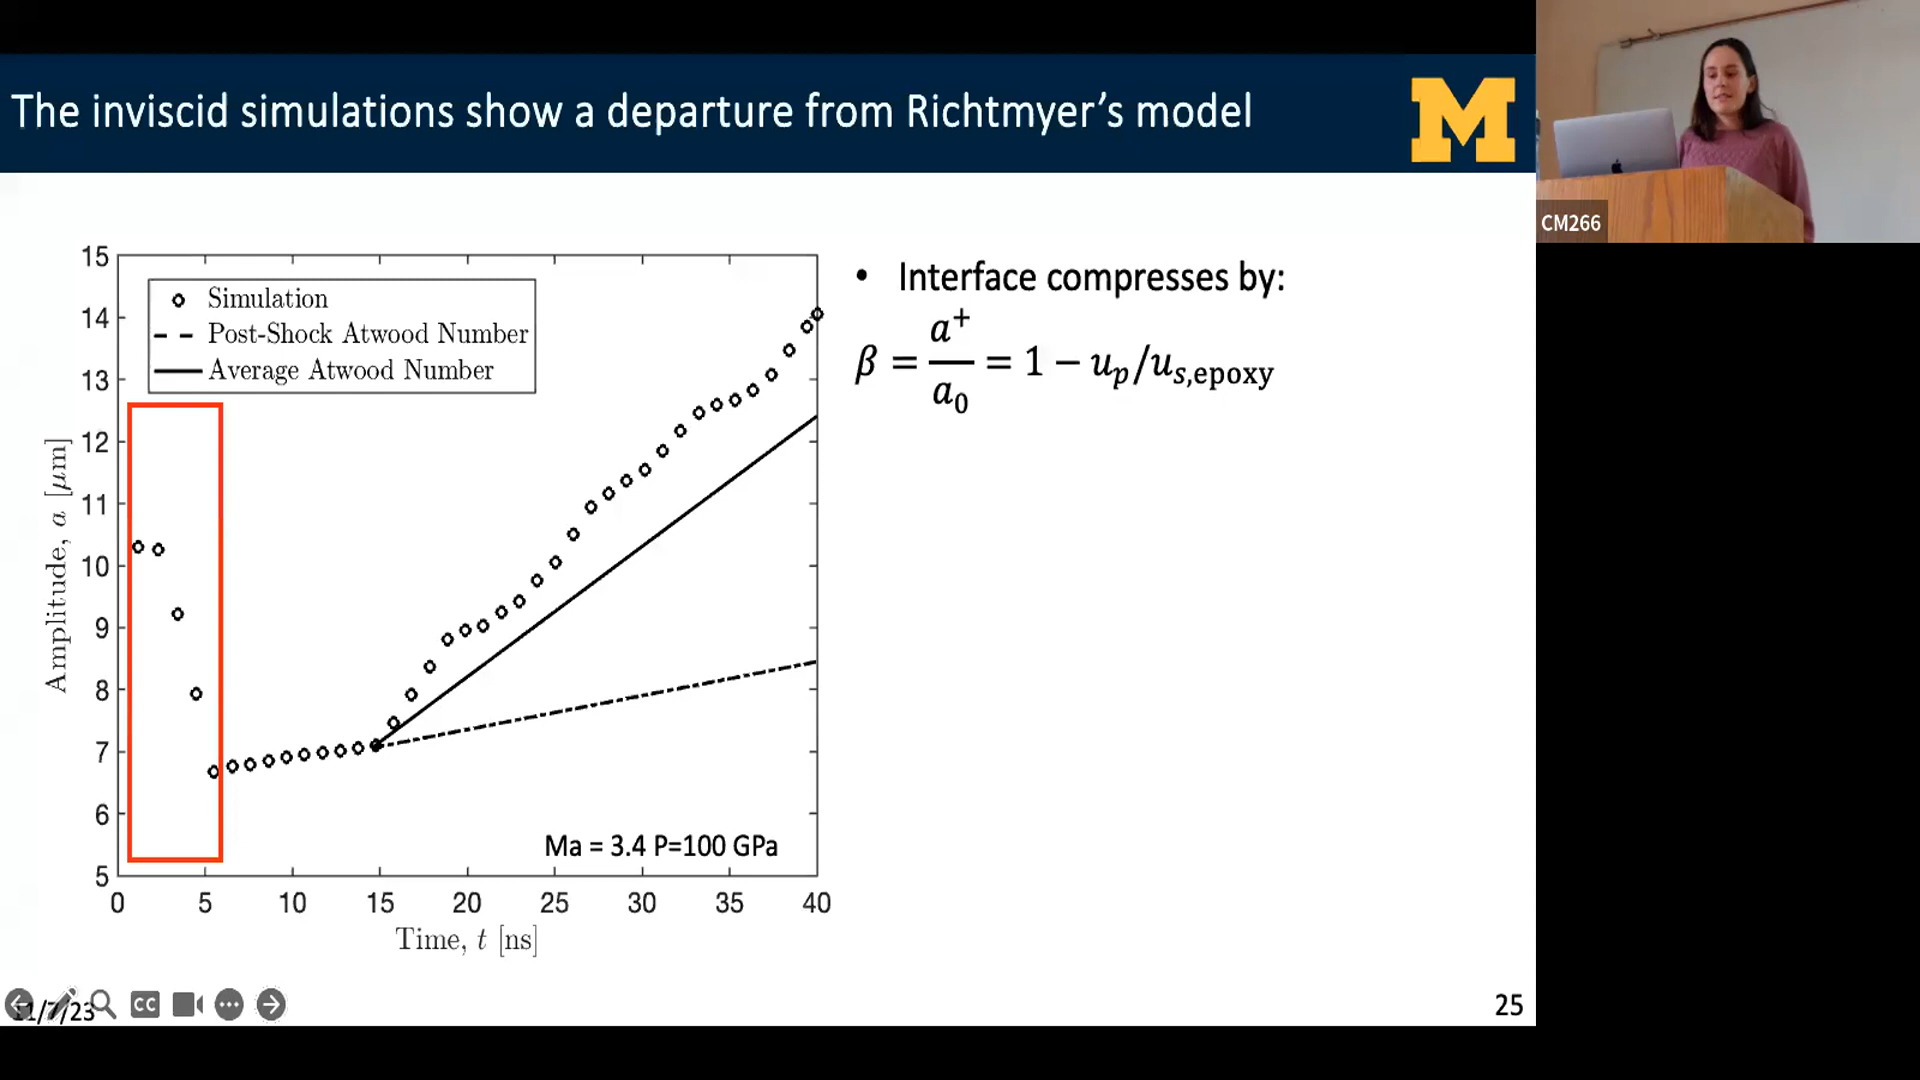 The inviscid simulations show a departure from Richtmyer's model
M
CM266
15
14
13
12
11
10
9
8
7
6
5
Amplitude, a [μm]
Simulation
Post-Shock Atwood Number
Average Atwood Number
Ma = 3.4 P=100 GPa
0 5 10 15 20 25 30 35 40
Time, t [ns]
• Interface compresses by:
β = a⁺/a₀ = 1 − u_p/u_s,epoxy
11/7/23
CC
25